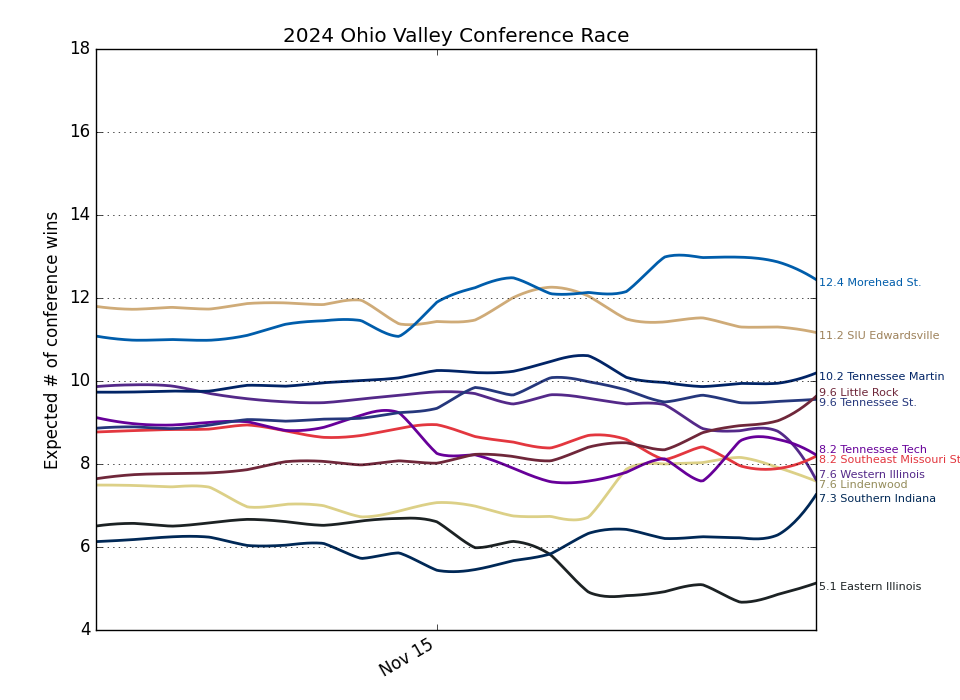 2024 Ohio Valley Conference Race
Expected # of conference wins
18
16
14
12
10
8
6
4
Nov 15
12.4 Morehead St.
11.2 SIU Edwardsville
10.2 Tennessee Martin
9.6 Little Rock
9.6 Tennessee St.
8.2 Tennessee Tech
8.2 Southeast Missouri St
7.6 Western Illinois
7.6 Lindenwood
7.3 Southern Indiana
5.1 Eastern Illinois